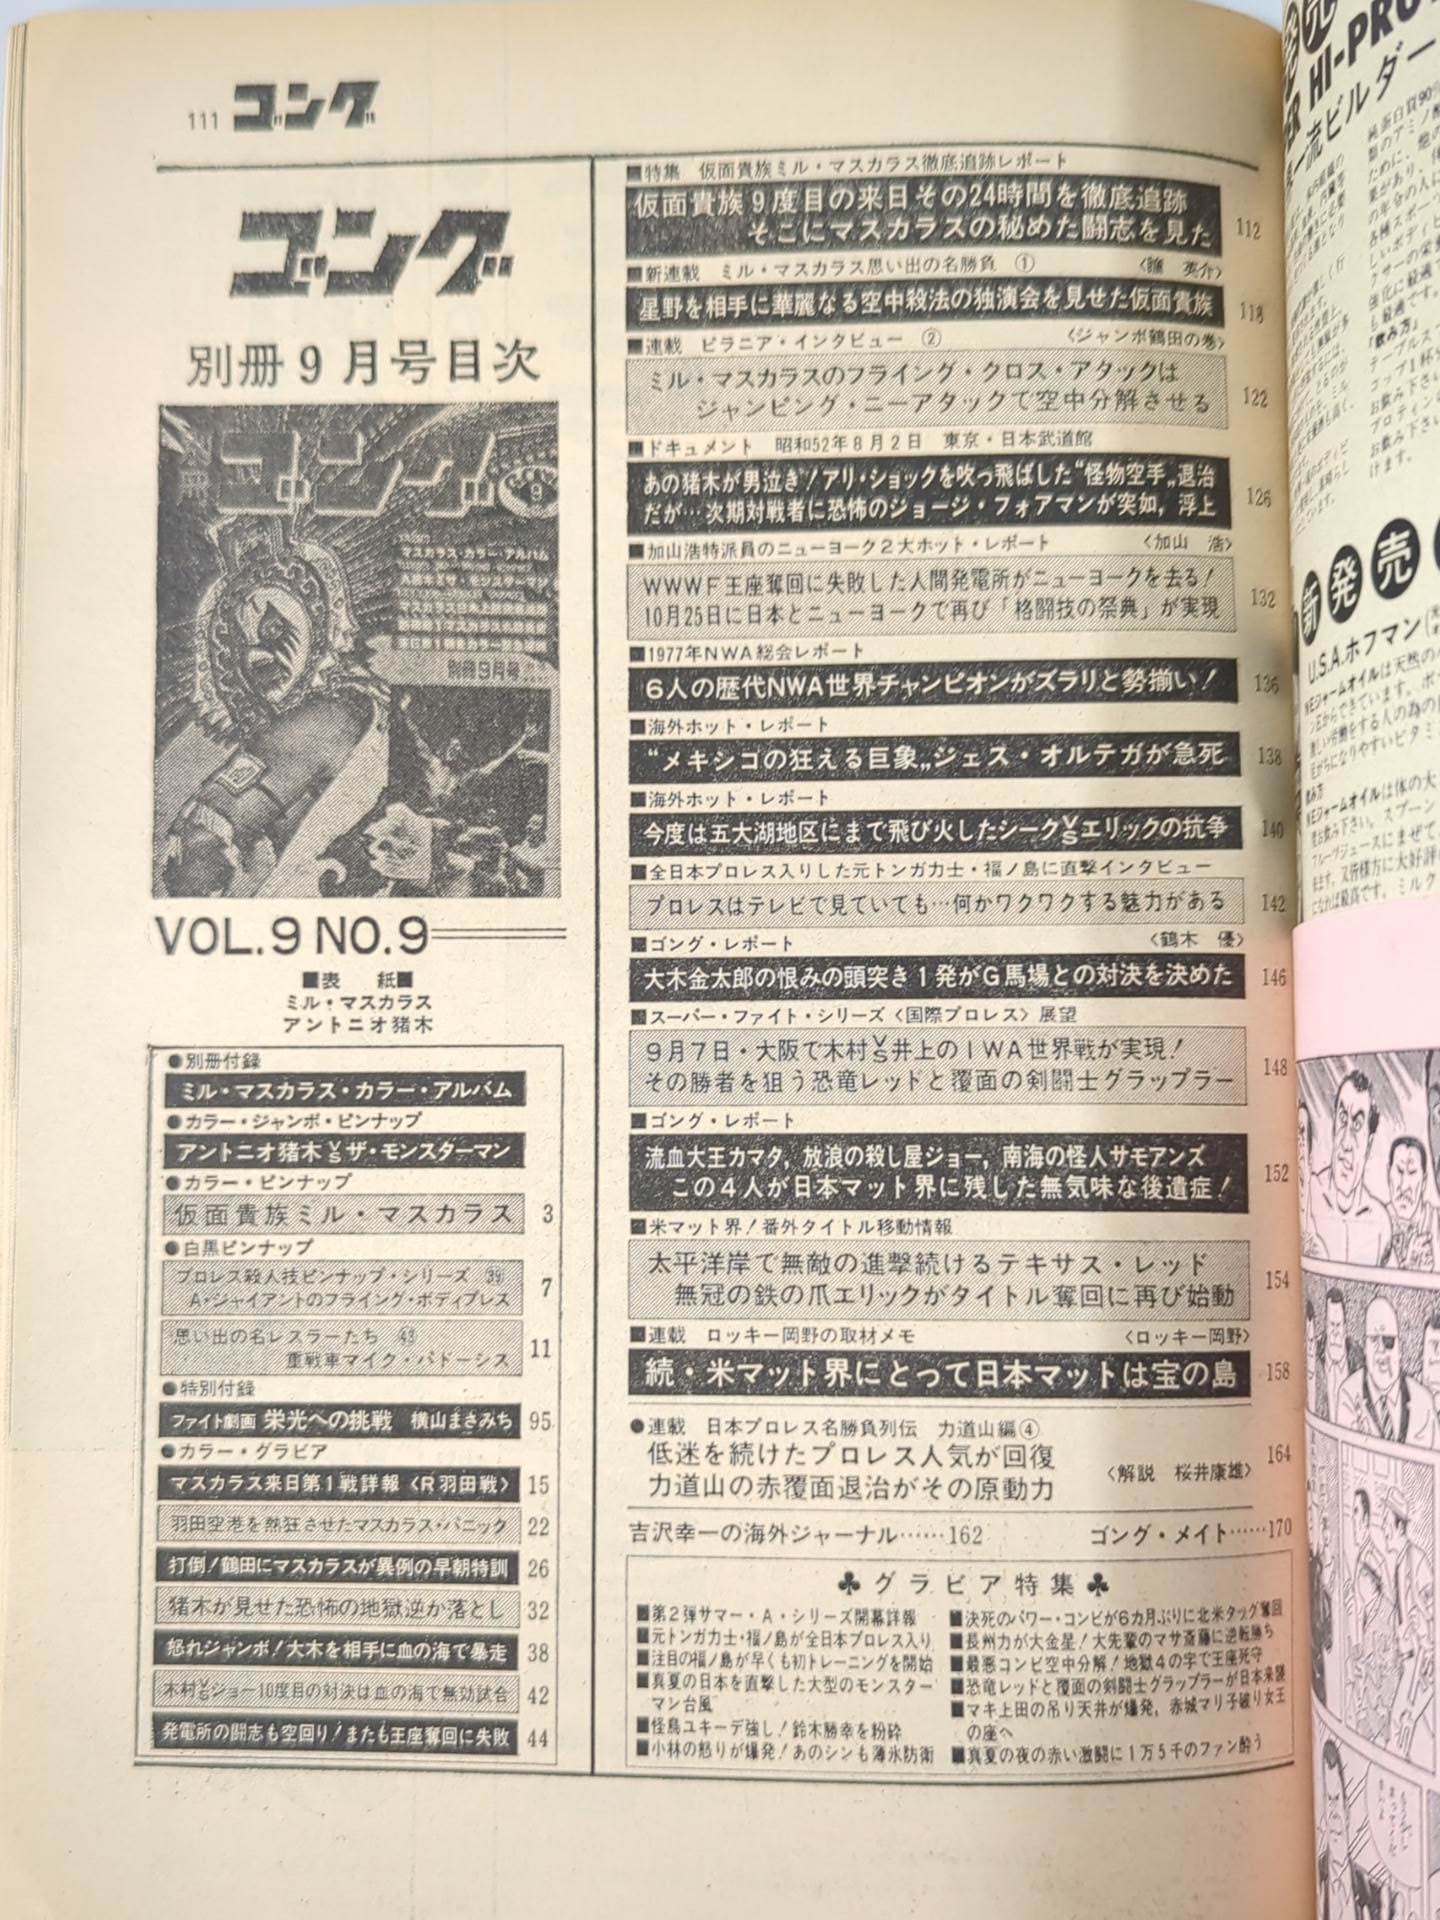 111 ゴング
ゴング
別冊9月号目次
ゴング
9
マスカラス・カラー・アルバム
別冊9月号
VOL.9 NO.9
■表 紙■
ミル・マスカラス
アントニオ猪木
●別冊付録
ミル・マスカラス・カラー・アルバム
●カラー・ジャンボ・ピンナップ
アントニオ猪木VSザ・モンスターマン
●カラー・ピンナップ
仮面貴族ミル・マスカラス 3
●白黒ピンナップ
プロレス殺人技ピンナップ・シリーズ ㊴
A・ジャイアントのフライング・ボディプレス 7
思い出の名レスラーたち ㊸
重戦車マイク・パドーシス 11
●特別付録
ファイト劇画 栄光への挑戦 横山まさみち 95
●カラー・グラビア
マスカラス来日第1戦詳報〈R羽田戦〉 15
羽田空港を熱狂させたマスカラス・パニック 22
打倒!鶴田にマスカラスが異例の早朝特訓 26
猪木が見せた恐怖の地獄逆か落とし 32
怒れジャンボ!大木を相手に血の海で暴走 38
木村VSジョー10度目の対決は血の海で無効試合 42
発電所の闘志も空回り!またも王座奪回に失敗 44
■特集 仮面貴族ミル・マスカラス徹底追跡レポート
仮面貴族9度目の来日その24時間を徹底追跡
そこにマスカラスの秘めた闘志を見た 112
■新連載 ミル・マスカラス思い出の名勝負 ① 〈瞳 英介〉
星野を相手に華麗なる空中殺法の独演会を見せた仮面貴族 118
■連載 ピラニア・インタビュー ② 〈ジャンボ鶴田の巻〉
ミル・マスカラスのフライング・クロス・アタックは
ジャンピング・ニーアタックで空中分解させる 122
■ドキュメント 昭和52年8月2日 東京・日本武道館
あの猪木が男泣き!アリ・ショックを吹っ飛ばした“怪物空手„退治
だが…次期対戦者に恐怖のジョージ・フォアマンが突如,浮上 126
■加山浩特派員のニューヨーク2大ホット・レポート 〈加山 浩〉
WWWF王座奪回に失敗した人間発電所がニューヨークを去る!
10月25日に日本とニューヨークで再び「格闘技の祭典」が実現 132
■1977年NWA総会レポート
6人の歴代NWA世界チャンピオンがズラリと勢揃い! 136
■海外ホット・レポート
“メキシコの狂える巨象„ジェス・オルテガが急死 138
■海外ホット・レポート
今度は五大湖地区にまで飛び火したシークVSエリックの抗争 140
■全日本プロレス入りした元トンガ力士・福ノ島に直撃インタビュー
プロレスはテレビで見ていても…何かワクワクする魅力がある 142
■ゴング・レポート 〈鶴木 優〉
大木金太郎の恨みの頭突き1発がG馬場との対決を決めた 146
■スーパー・ファイト・シリーズ〈国際プロレス〉展望
9月7日・大阪で木村VS井上のIWA世界戦が実現!
その勝者を狙う恐竜レッドと覆面の剣闘士グラップラー 148
■ゴング・レポート
流血大王カマタ,放浪の殺し屋ジョー,南海の怪人サモアンズ
この4人が日本マット界に残した無気味な後遺症! 152
■米マット界!番外タイトル移動情報
太平洋岸で無敵の進撃続けるテキサス・レッド
無冠の鉄の爪エリックがタイトル奪回に再び始動 154
■連載 ロッキー岡野の取材メモ 〈ロッキー岡野〉
続・米マット界にとって日本マットは宝の島 158
●連載 日本プロレス名勝負列伝 力道山編④
低迷を続けたプロレス人気が回復
力道山の赤覆面退治がその原動力 〈解説 桜井康雄〉 164
吉沢幸一の海外ジャーナル……162 ゴング・メイト……170
♣グラビア特集♣
■第2弾サマー・A・シリーズ開幕詳報
■元トンガ力士・福ノ島が全日本プロレス入り
■注目の福ノ島が早くも初トレーニングを開始
■真夏の日本を直撃した大型のモンスター
マン台風
■怪鳥ユキーデ強し!鈴木勝幸を粉砕
■小林の怒りが爆発!あのシンも薄氷防衛
■決死のパワー・コンビが6カ月ぶりに北米タッグ奪回
■長州力が大金星!大先輩のマサ斎藤に逆転勝ち
■最悪コンビ空中分解!地獄4の字で王座死守
■恐竜レッドと覆面の剣闘士グラップラーが日本来襲
■マキ上田の吊り天井が爆発,赤城マリ子破り女王
の座へ
■真夏の夜の赤い激闘に1万5千のファン酔う
HI-PRO
一流ビルダー
新発売
U.S.A.ホフマン